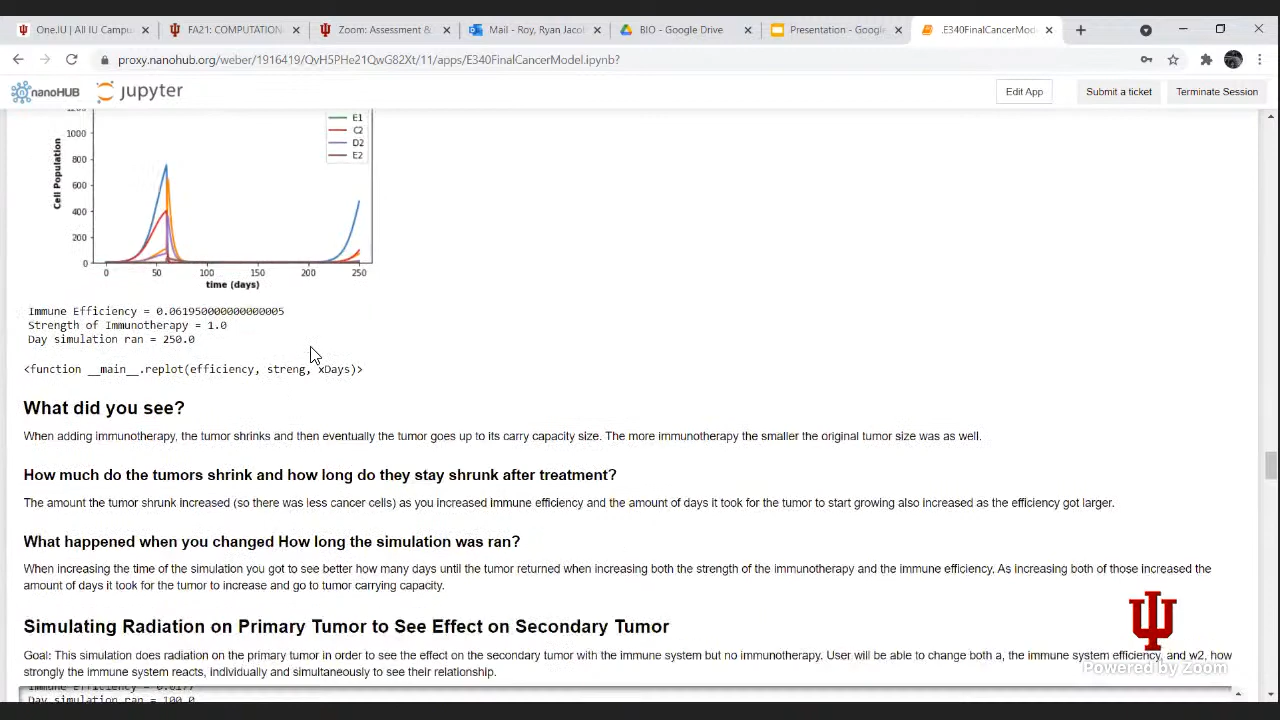 One.IU | All IU Campu
FA21: COMPUTATION
Zoom: Assessment &
Mail - Roy, Ryan Jacol
BIO - Google Drive
Presentation - Google
.E340FinalCancerMode
proxy.nanohub.org/weber/1916419/QvH5PHe21QwG82Xt/11/apps/E340FinalCancerModel.ipynb?
nanoHUB
jupyter
Edit App
Submit a ticket
Terminate Session
1200
1000
800
600
400
200
0
Cell Population
E1
C2
D2
E2
0 50 100 150 200 250
time (days)
Immune Efficiency = 0.061950000000000005
Strength of Immunotherapy = 1.0
Day simulation ran = 250.0
<function __main__.replot(efficiency, streng, xDays)>
What did you see?
When adding immunotherapy, the tumor shrinks and then eventually the tumor goes up to its carry capacity size. The more immunotherapy the smaller the original tumor size was as well.
How much do the tumors shrink and how long do they stay shrunk after treatment?
The amount the tumor shrunk increased (so there was less cancer cells) as you increased immune efficiency and the amount of days it took for the tumor to start growing also increased as the efficiency got larger.
What happened when you changed How long the simulation was ran?
When increasing the time of the simulation you got to see better how many days until the tumor returned when increasing both the strength of the immunotherapy and the immune efficiency. As increasing both of those increased the
amount of days it took for the tumor to increase and go to tumor carrying capacity.
Simulating Radiation on Primary Tumor to See Effect on Secondary Tumor
Goal: This simulation does radiation on the primary tumor in order to see the effect on the secondary tumor with the immune system but no immunotherapy. User will be able to change both a, the immune system efficiency, and w2, how
strongly the immune system reacts, individually and simultaneously to see their relationship.
Immune Efficiency = 0.0177
Day simulation ran = 100.0
Powered by Zoom